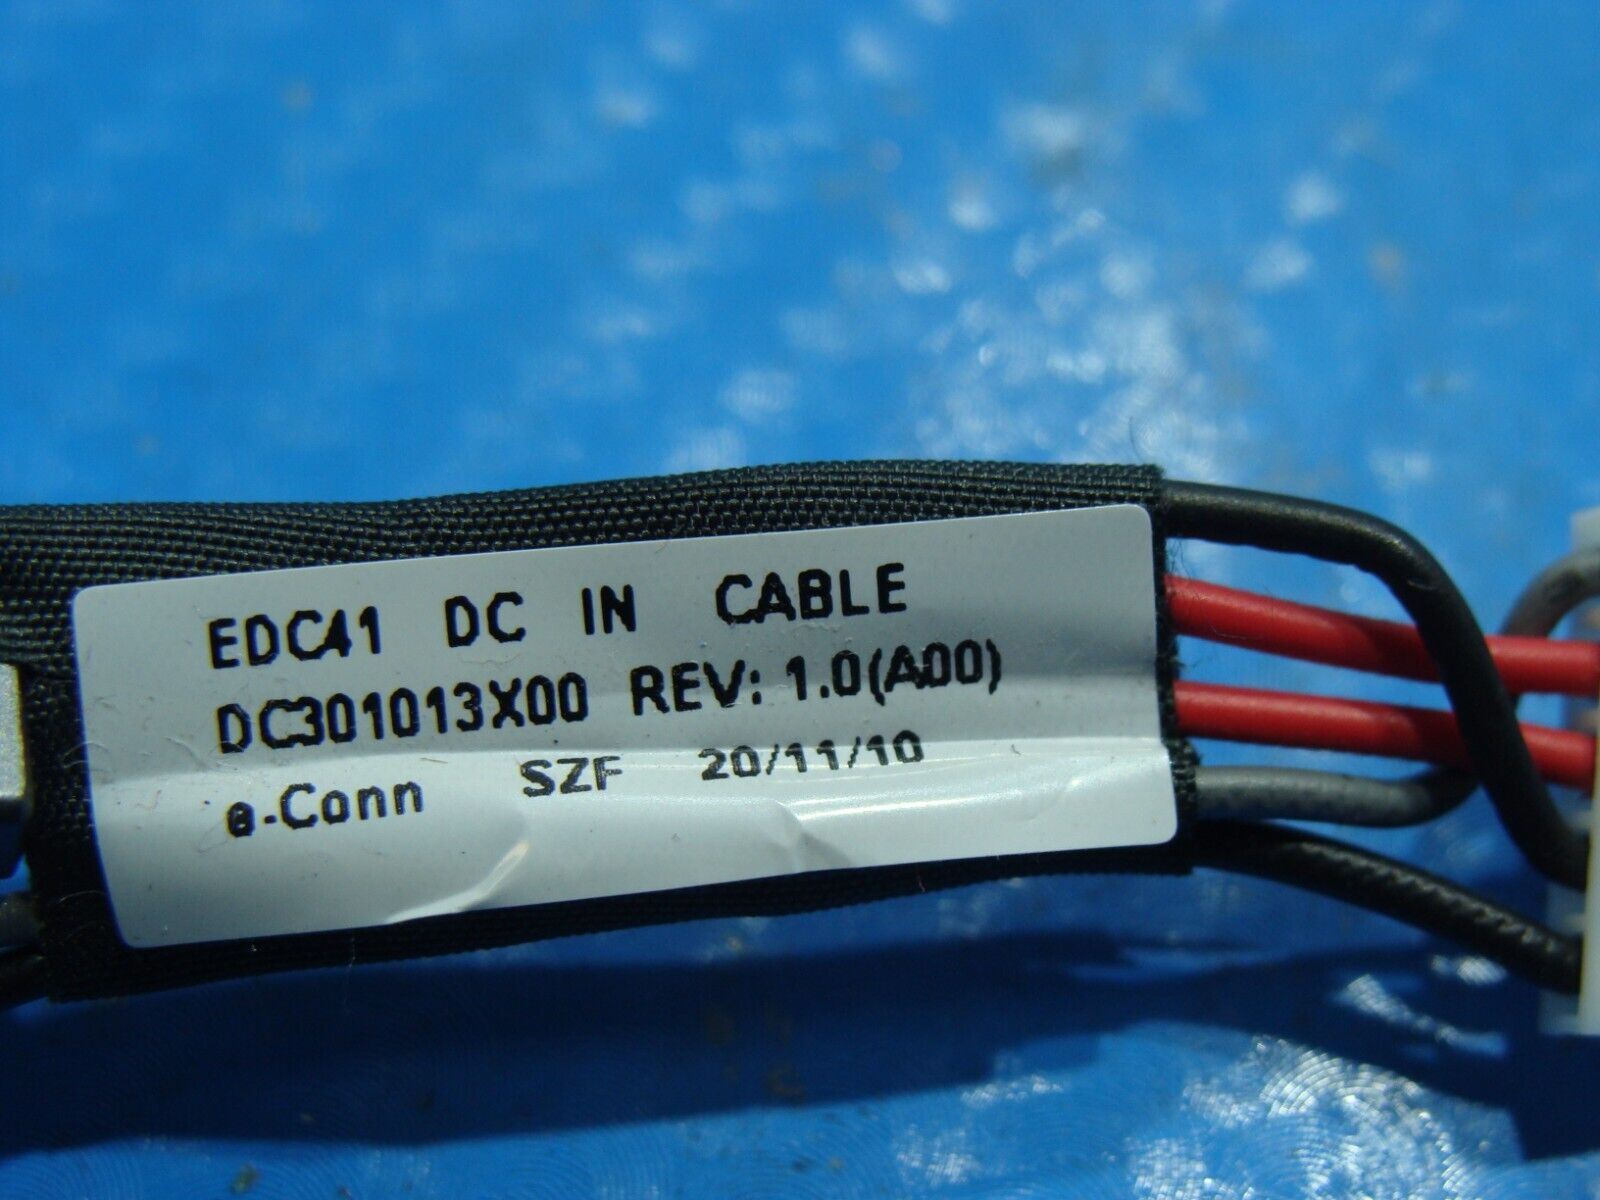 EDC41 DC IN CABLE
DC301013X00 REV: 1.0(A00)
e-Conn SZF 20/11/10